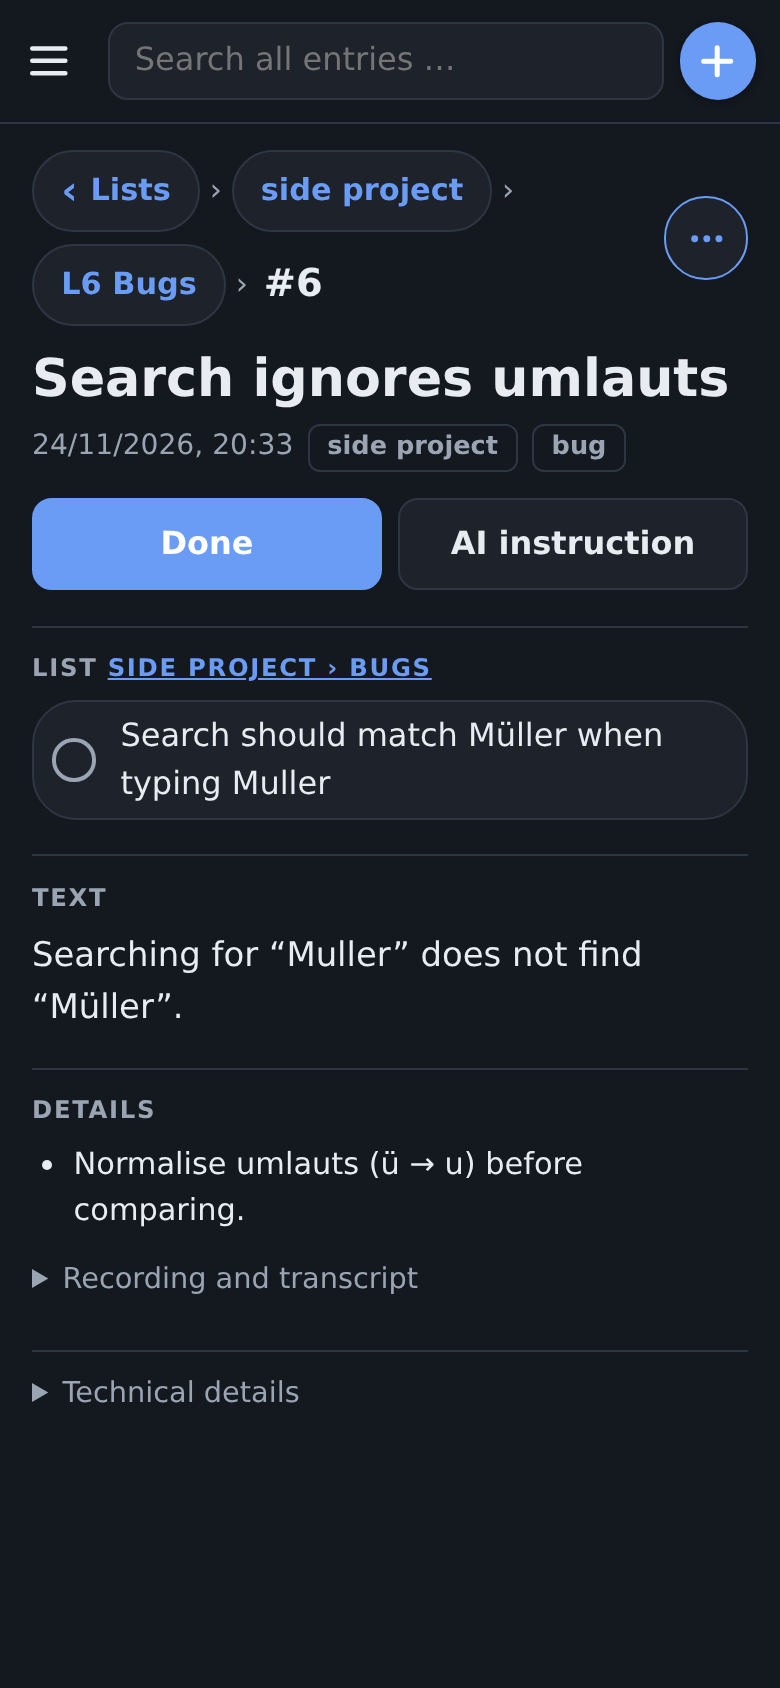 Search all entries ...
‹ Lists › side project ›
L6 Bugs › #6
Search ignores umlauts
24/11/2026, 20:33 side project bug
Done AI instruction
LIST SIDE PROJECT › BUGS
Search should match Müller when
typing Muller
TEXT
Searching for “Muller” does not find
“Müller”.
DETAILS
• Normalise umlauts (ü → u) before
comparing.
Recording and transcript
Technical details